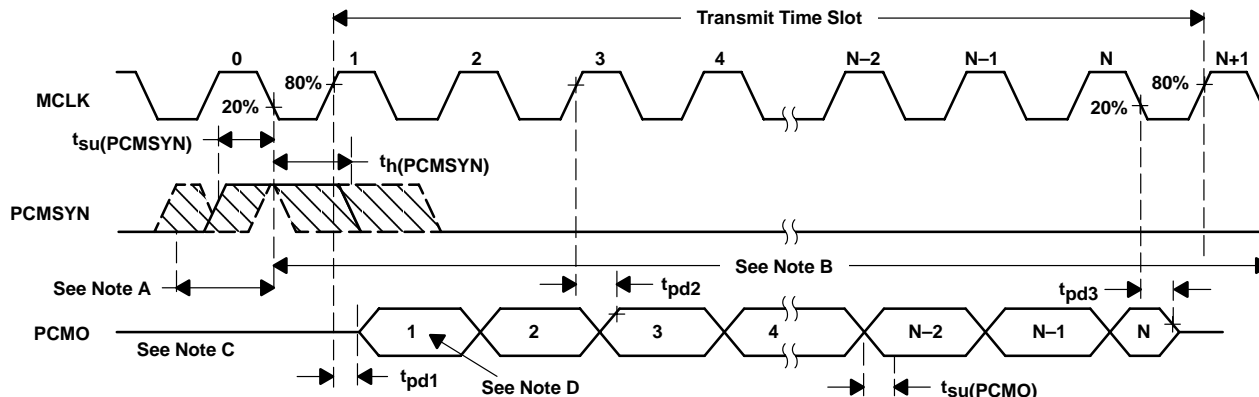 Transmit Time Slot
0 1 2 3 4 N–2 N–1 N N+1
MCLK
80%
20%
80%
20%
tsu(PCMSYN)
th(PCMSYN)
PCMSYN
See Note A
See Note B
tpd2
tpd3
PCMO
1 2 3 4 N–2 N–1 N
See Note C
tpd1
See Note D
tsu(PCMO)